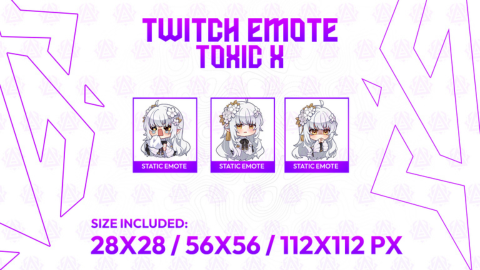 TWITCH EMOTE
TOXIC X
STATIC EMOTE STATIC EMOTE STATIC EMOTE
SIZE INCLUDED:
28X28 / 56X56 / 112X112 PX